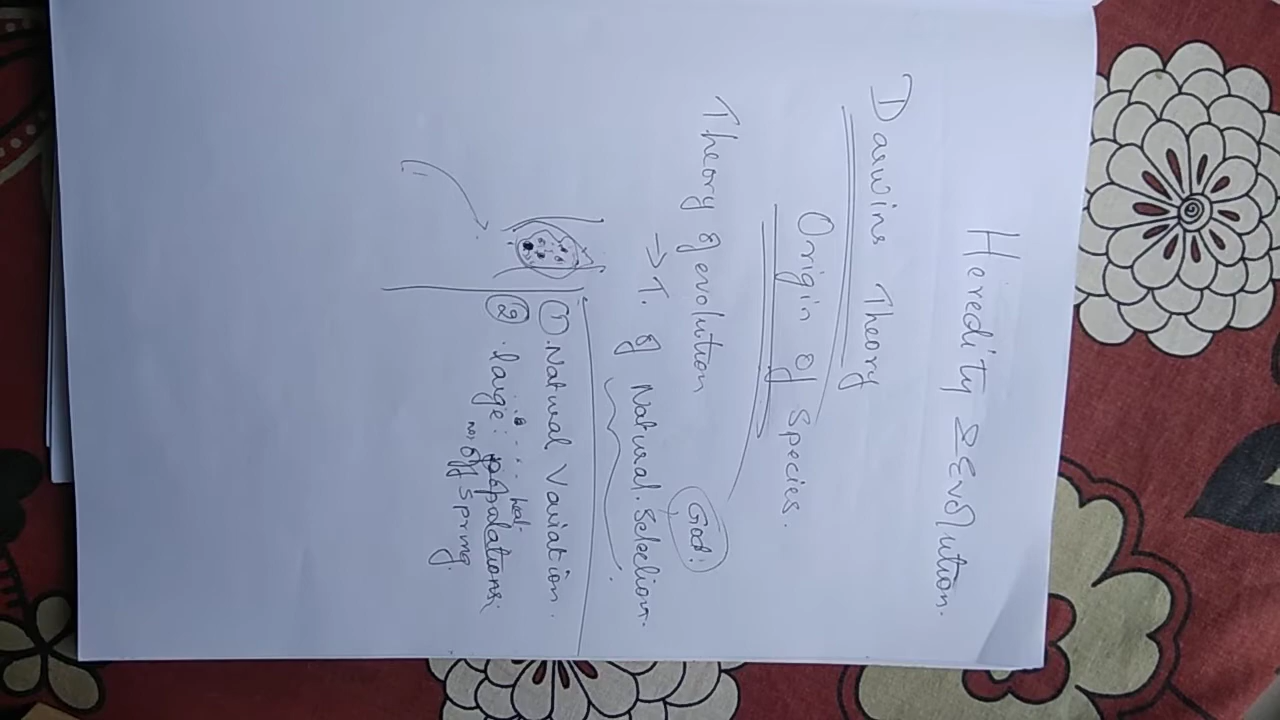 Heredity & Evolution.
Darwins Theory
Origin of Species.
Theory of evolution
God.
→ T. of Natural. Selection.
① . Natural Variation.
② . large : populations;
no. off spring.